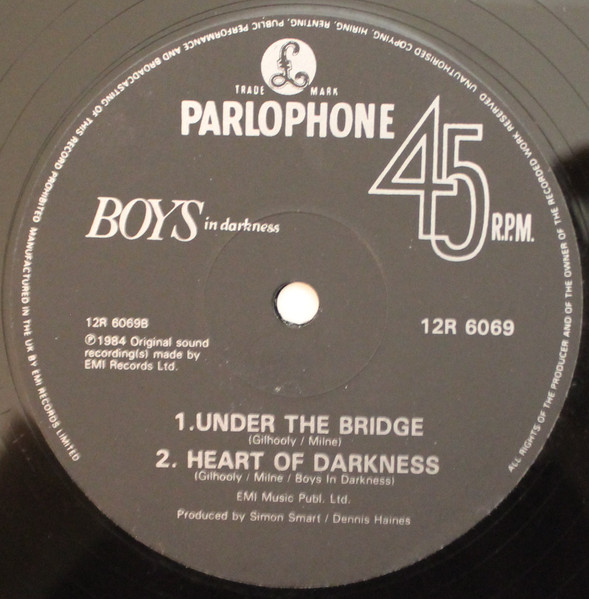 £
TRADE MARK
PARLOPHONE
45
R.P.M.
BOYS in darkness
12R 6069B
12R 6069
℗1984 Original sound
recording(s) made by
EMI Records Ltd.
1.UNDER THE BRIDGE
(Gilhooly / Milne)
2. HEART OF DARKNESS
(Gilhooly / Milne / Boys In Darkness)
EMI Music Publ. Ltd.
Produced by Simon Smart / Dennis Haines
ALL RIGHTS OF THE PRODUCER AND OF THE OWNER OF THE RECORDED WORK RESERVED UNAUTHORISED COPYING, HIRING, RENTING, PUBLIC PERFORMANCE AND BROADCASTING OF THIS RECORD PROHIBITED MANUFACTURED IN THE UK BY EMI RECORDS LIMITED